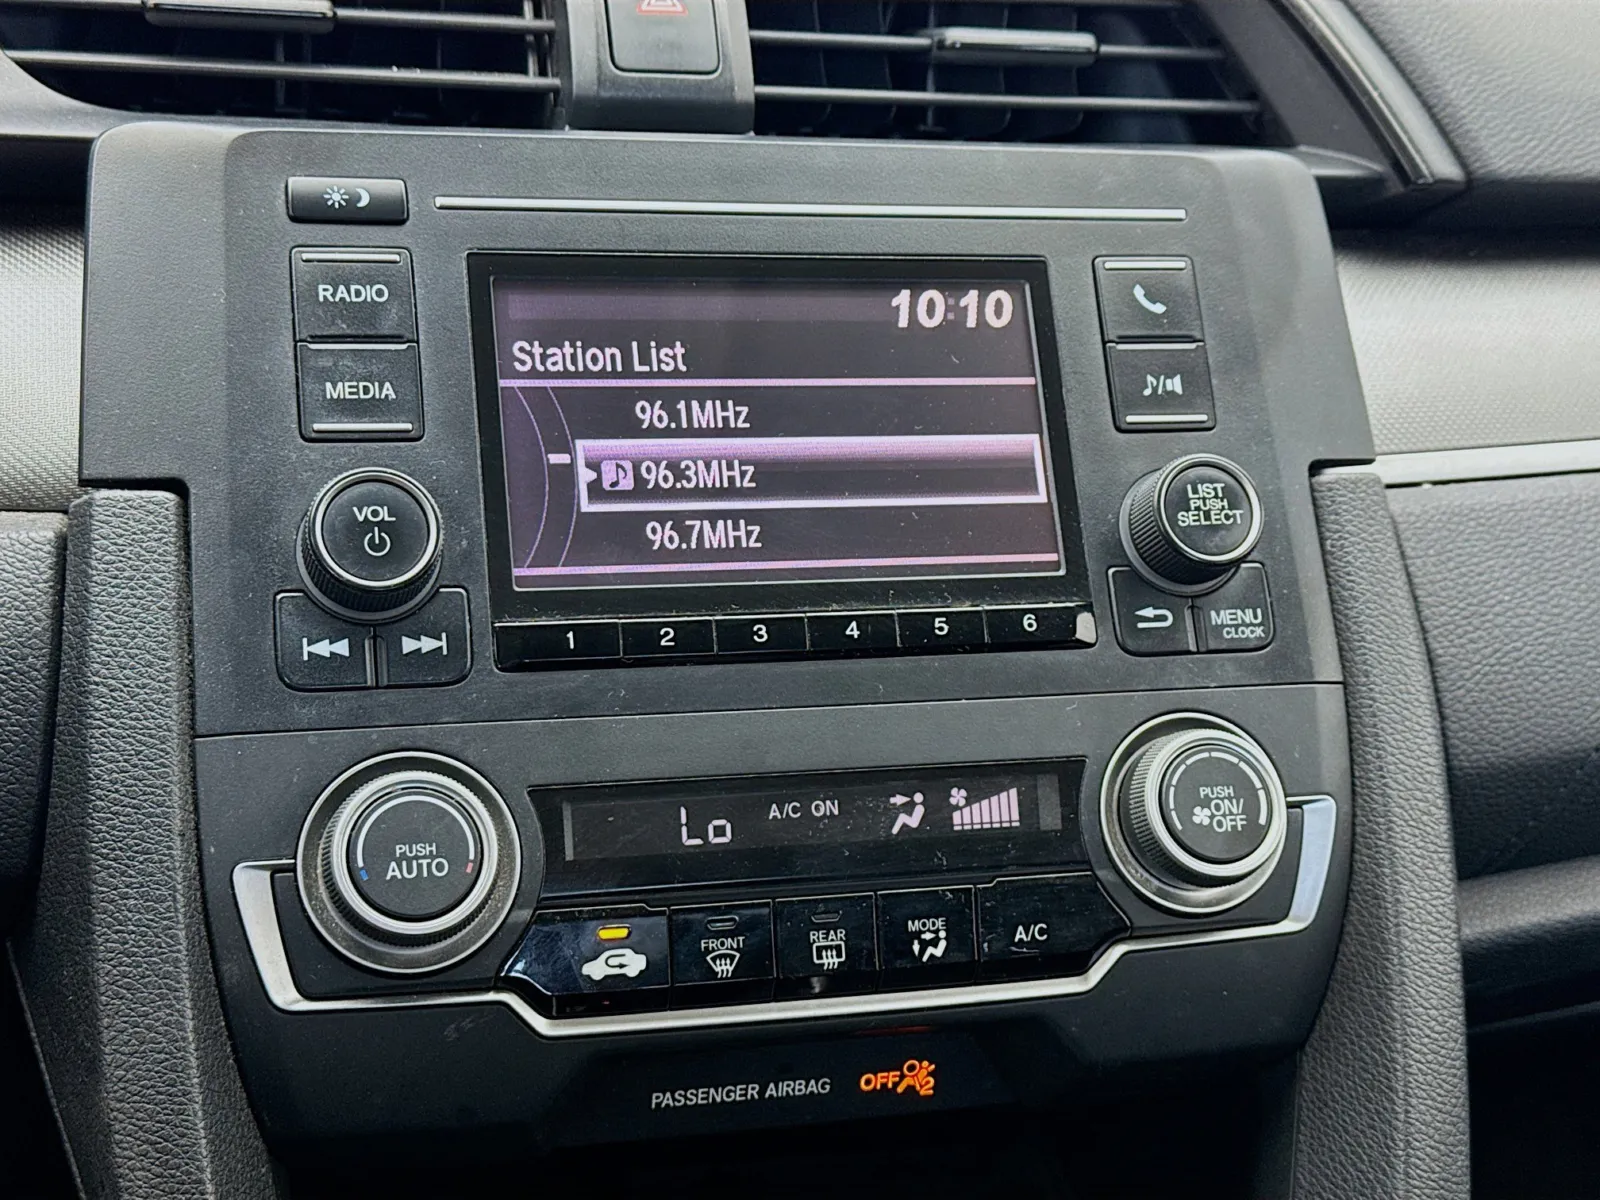 RADIO
MEDIA
10:10
Station List
96.1MHz
96.3MHz
96.7MHz
VOL
LIST
PUSH
SELECT
MENU
CLOCK
1 2 3 4 5 6
PUSH
AUTO
Lo A/C ON
PUSH
ON/
OFF
FRONT
REAR
MODE
A/C
PASSENGER AIRBAG OFF 2